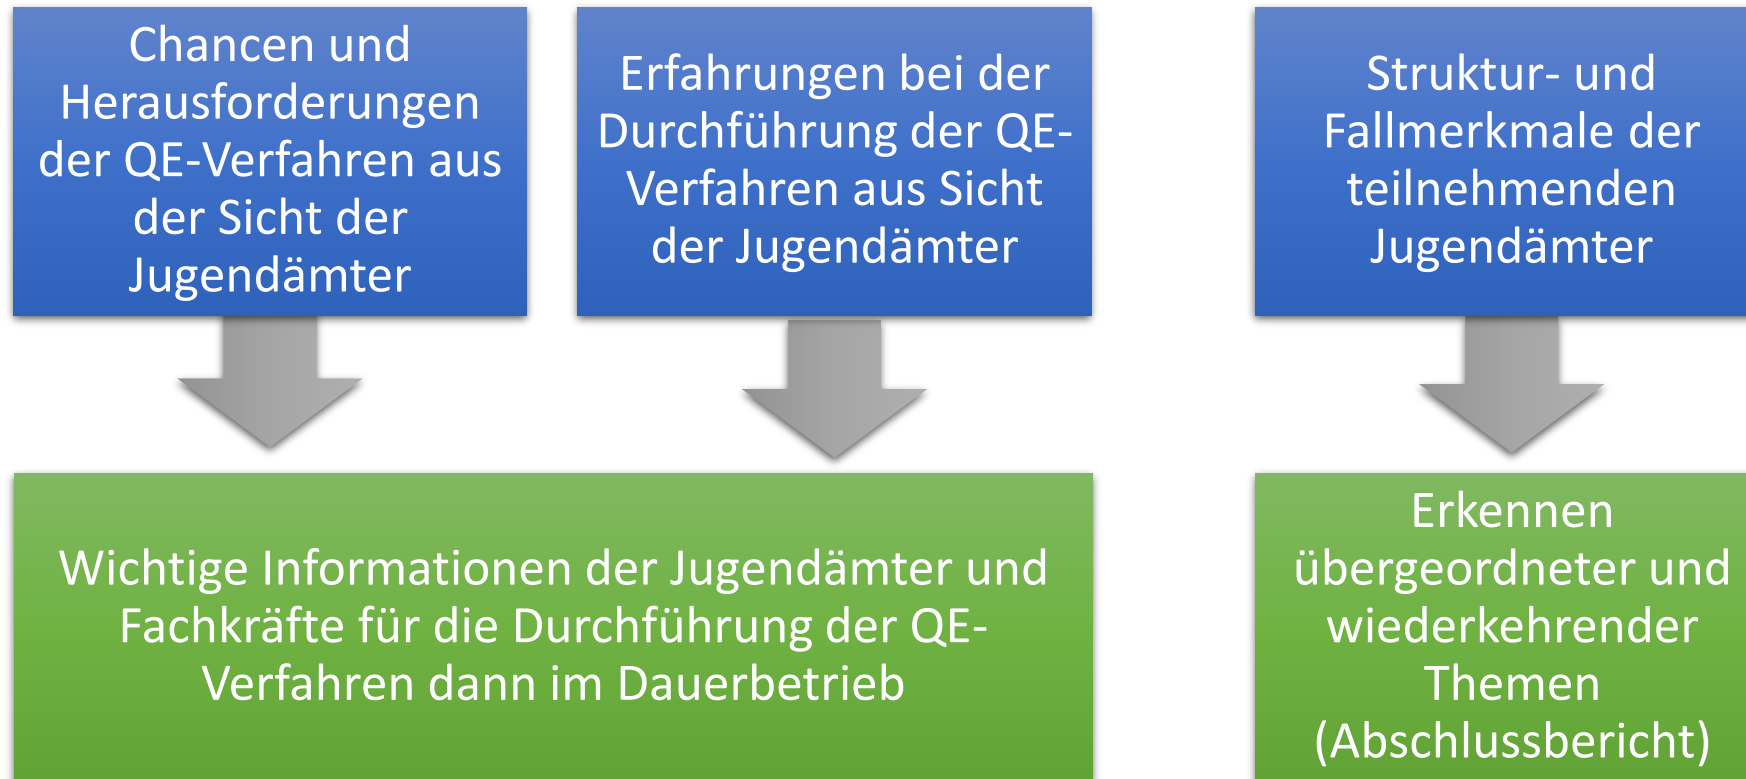 Chancen und
Herausforderungen
der QE-Verfahren aus
der Sicht der
Jugendämter
Erfahrungen bei der
Durchführung der QE-
Verfahren aus Sicht
der Jugendämter
Struktur- und
Fallmerkmale der
teilnehmenden
Jugendämter
Wichtige Informationen der Jugendämter und
Fachkräfte für die Durchführung der QE-
Verfahren dann im Dauerbetrieb
Erkennen
übergeordneter und
wiederkehrender
Themen
(Abschlussbericht)